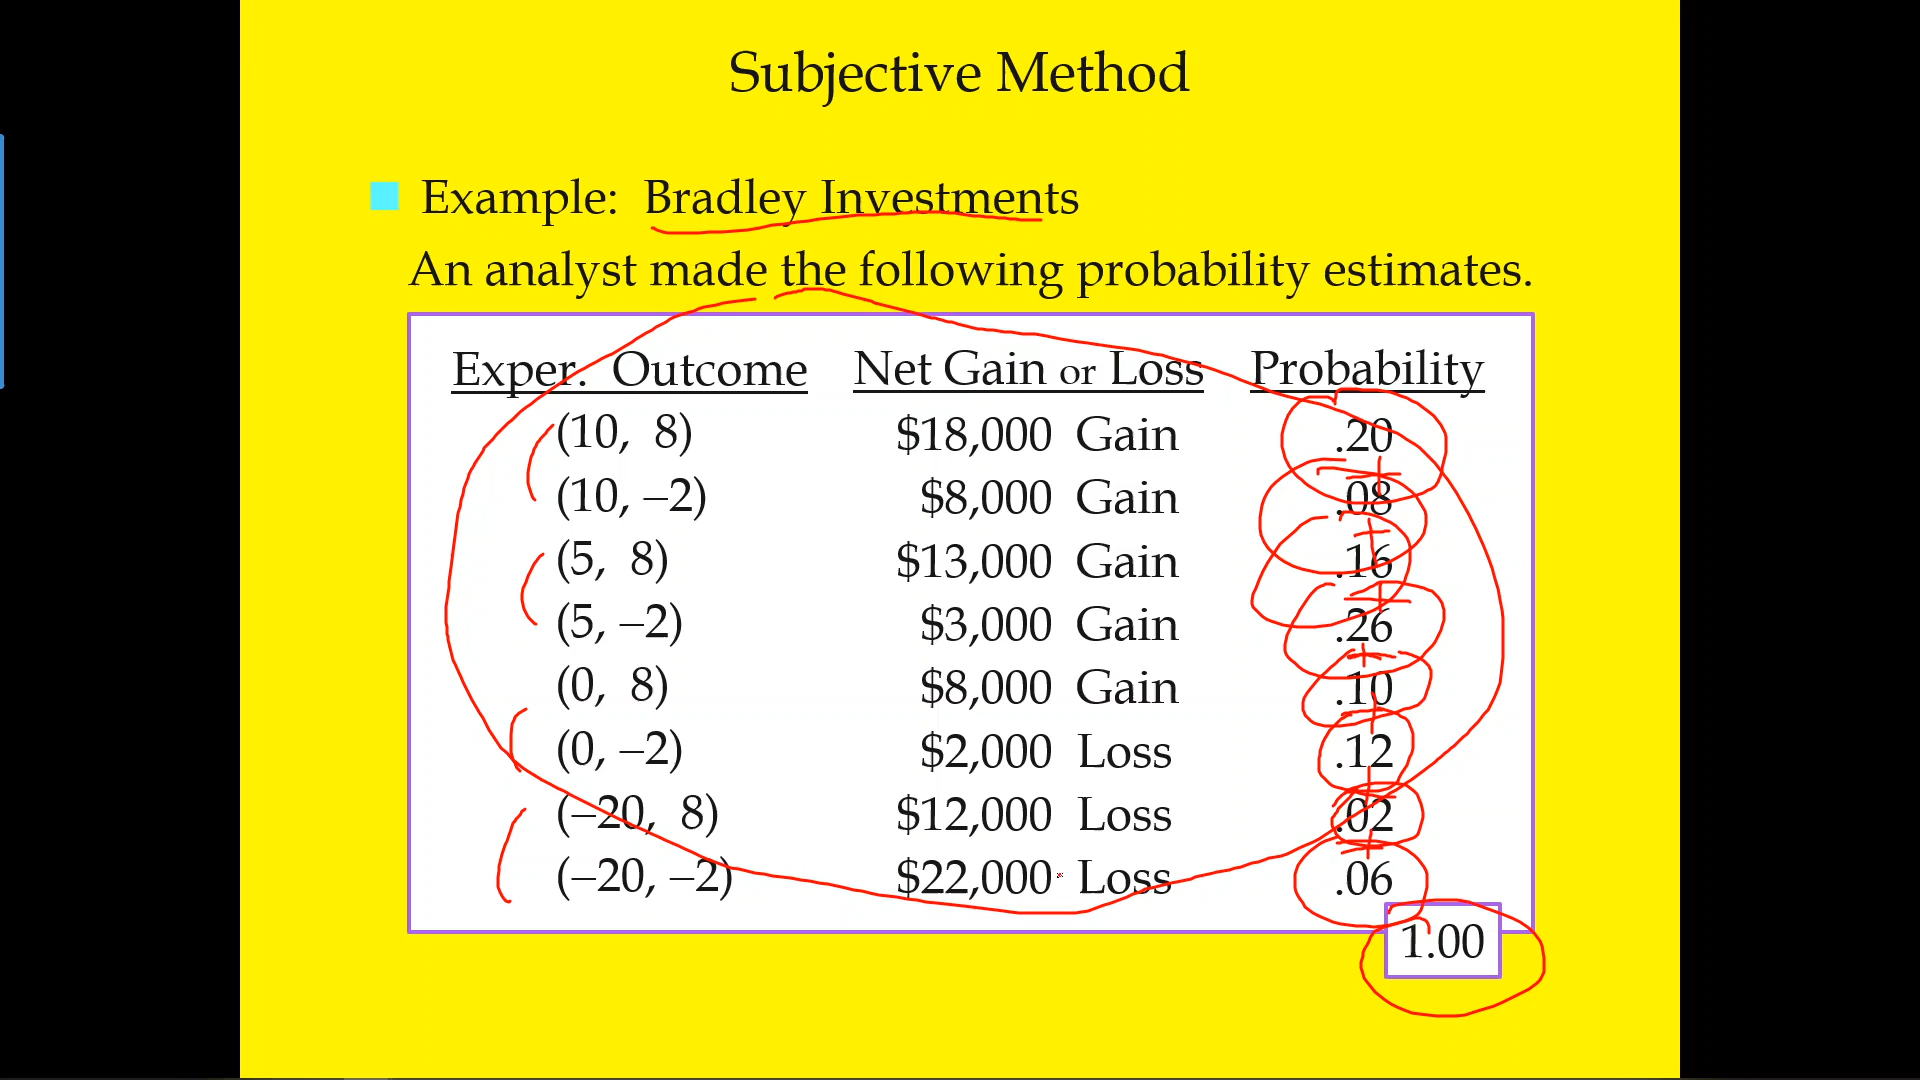 Subjective Method
Example: Bradley Investments
An analyst made the following probability estimates.
Exper. Outcome Net Gain or Loss Probability
(10, 8) $18,000 Gain .20
(10, –2) $8,000 Gain .08
(5, 8) $13,000 Gain .16
(5, –2) $3,000 Gain .26
(0, 8) $8,000 Gain .10
(0, –2) $2,000 Loss .12
(–20, 8) $12,000 Loss .02
(–20, –2) $22,000 Loss .06
1.00